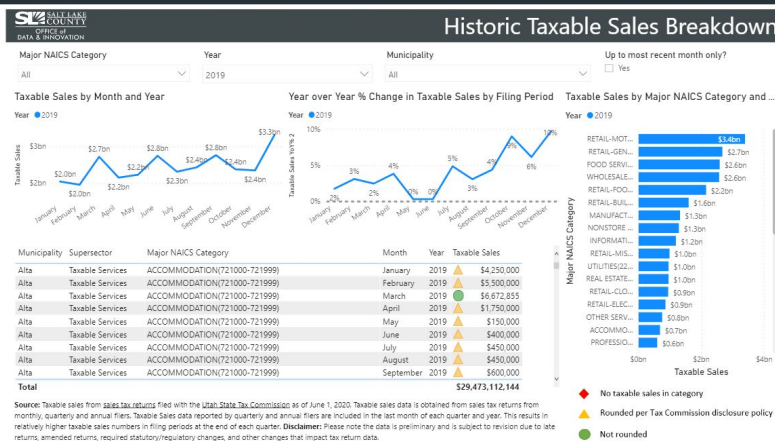 SL SALT LAKE
COUNTY
OFFICE of
DATA & INNOVATION
Historic Taxable Sales Breakdown
Major NAICS Category
Year
Municipality
Up to most recent month only?
All
2019
All
Yes
Taxable Sales by Month and Year
Year 2019
Taxable Sales
$3bn
$2bn
$2.0bn
$2.0bn
$2.7bn
$2.2bn
$2.2bn
$2.8bn
$2.3bn
$2.4bn
$2.8bn
$2.4bn
$2.4bn
$3.3bn
January
February
March
April
May
June
July
August
September
October
November
December
Year over Year % Change in Taxable Sales by Filing Period
Year 2019
Taxable Sales YoY% 2
10%
5%
0%
2%
3%
2%
4%
0%
0%
5%
3%
4%
9%
6%
10%
January
February
March
April
May
June
July
August
September
October
November
December
Taxable Sales by Major NAICS Category and ...
Year 2019
Major NAICS Category
RETAIL-MOT... $3.4bn
RETAIL-GEN... $2.7bn
FOOD SERVI... $2.6bn
WHOLESALE... $2.6bn
RETAIL-FOO... $2.2bn
RETAIL-BUIL... $1.6bn
MANUFACT... $1.3bn
NONSTORE ... $1.3bn
INFORMATI... $1.2bn
RETAIL-MIS... $1.0bn
UTILITIES(22... $1.0bn
REAL ESTATE... $1.0bn
RETAIL-CLO... $0.9bn
RETAIL-ELEC... $0.9bn
OTHER SERV... $0.8bn
ACCOMMO... $0.7bn
PROFESSIO... $0.6bn
$0bn $2bn $4bn
Taxable Sales
Municipality Supersector Major NAICS Category Month Year Taxable Sales
Alta Taxable Services ACCOMMODATION(721000-721999) January 2019 $4,250,000
Alta Taxable Services ACCOMMODATION(721000-721999) February 2019 $5,500,000
Alta Taxable Services ACCOMMODATION(721000-721999) March 2019 $6,672,855
Alta Taxable Services ACCOMMODATION(721000-721999) April 2019 $1,750,000
Alta Taxable Services ACCOMMODATION(721000-721999) May 2019 $150,000
Alta Taxable Services ACCOMMODATION(721000-721999) June 2019 $400,000
Alta Taxable Services ACCOMMODATION(721000-721999) July 2019 $450,000
Alta Taxable Services ACCOMMODATION(721000-721999) August 2019 $450,000
Alta Taxable Services ACCOMMODATION(721000-721999) September 2019 $600,000
Total $29,473,112,144
No taxable sales in category
Rounded per Tax Commission disclosure policy
Not rounded
Source: Taxable sales from sales tax returns filed with the Utah State Tax Commission as of June 1, 2020. Taxable sales data is obtained from sales tax returns from
monthly, quarterly and annual filers. Taxable Sales data reported by quarterly and annual filers are included in the last month of each quarter and year. This results in
relatively higher taxable sales numbers in filing periods at the end of each quarter. Disclaimer: Please note the data is preliminary and is subject to revision due to late
returns, amended returns, required statutory/regulatory changes, and other changes that impact tax return data.